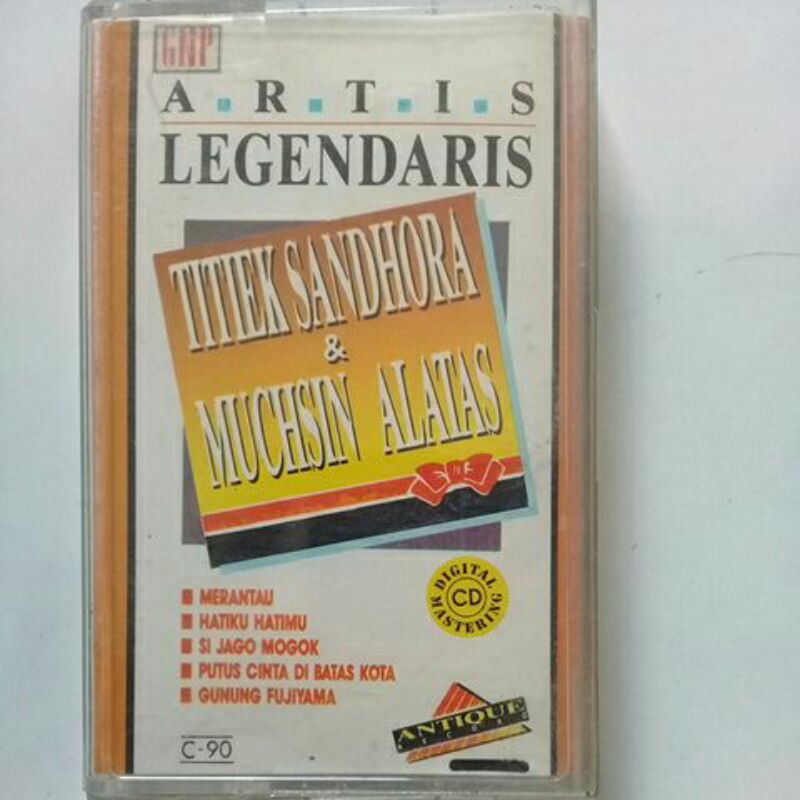 GNP
A.R.T.I.S
LEGENDARIS
TITIEK SANDHORA
&
MUCHSIN ALATAS
MERANTAU
HATIKU HATIMU
SI JAGO MOGOK
PUTUS CINTA DI BATAS KOTA
GUNUNG FUJIYAMA
DIGITAL
CD
MASTERING
ANTIQUE
RECORD
C-90